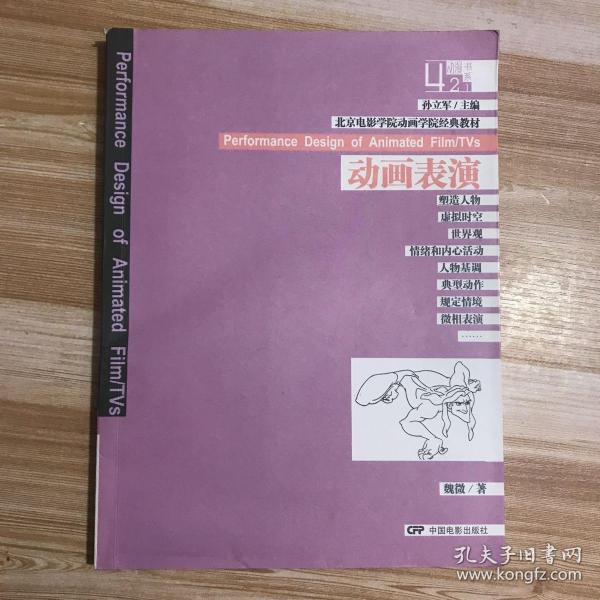 Performance Design of Animated Film/TVs
动漫书系
421
孙立军/主编
北京电影学院动画学院经典教材
Performance Design of Animated Film/TVs
动画表演
塑造人物
虚拟时空
世界观
情绪和内心活动
人物基调
典型动作
规定情境
微相表演
……
魏微/著
CFP 中国电影出版社
孔夫子旧书网
www.kongfz.com